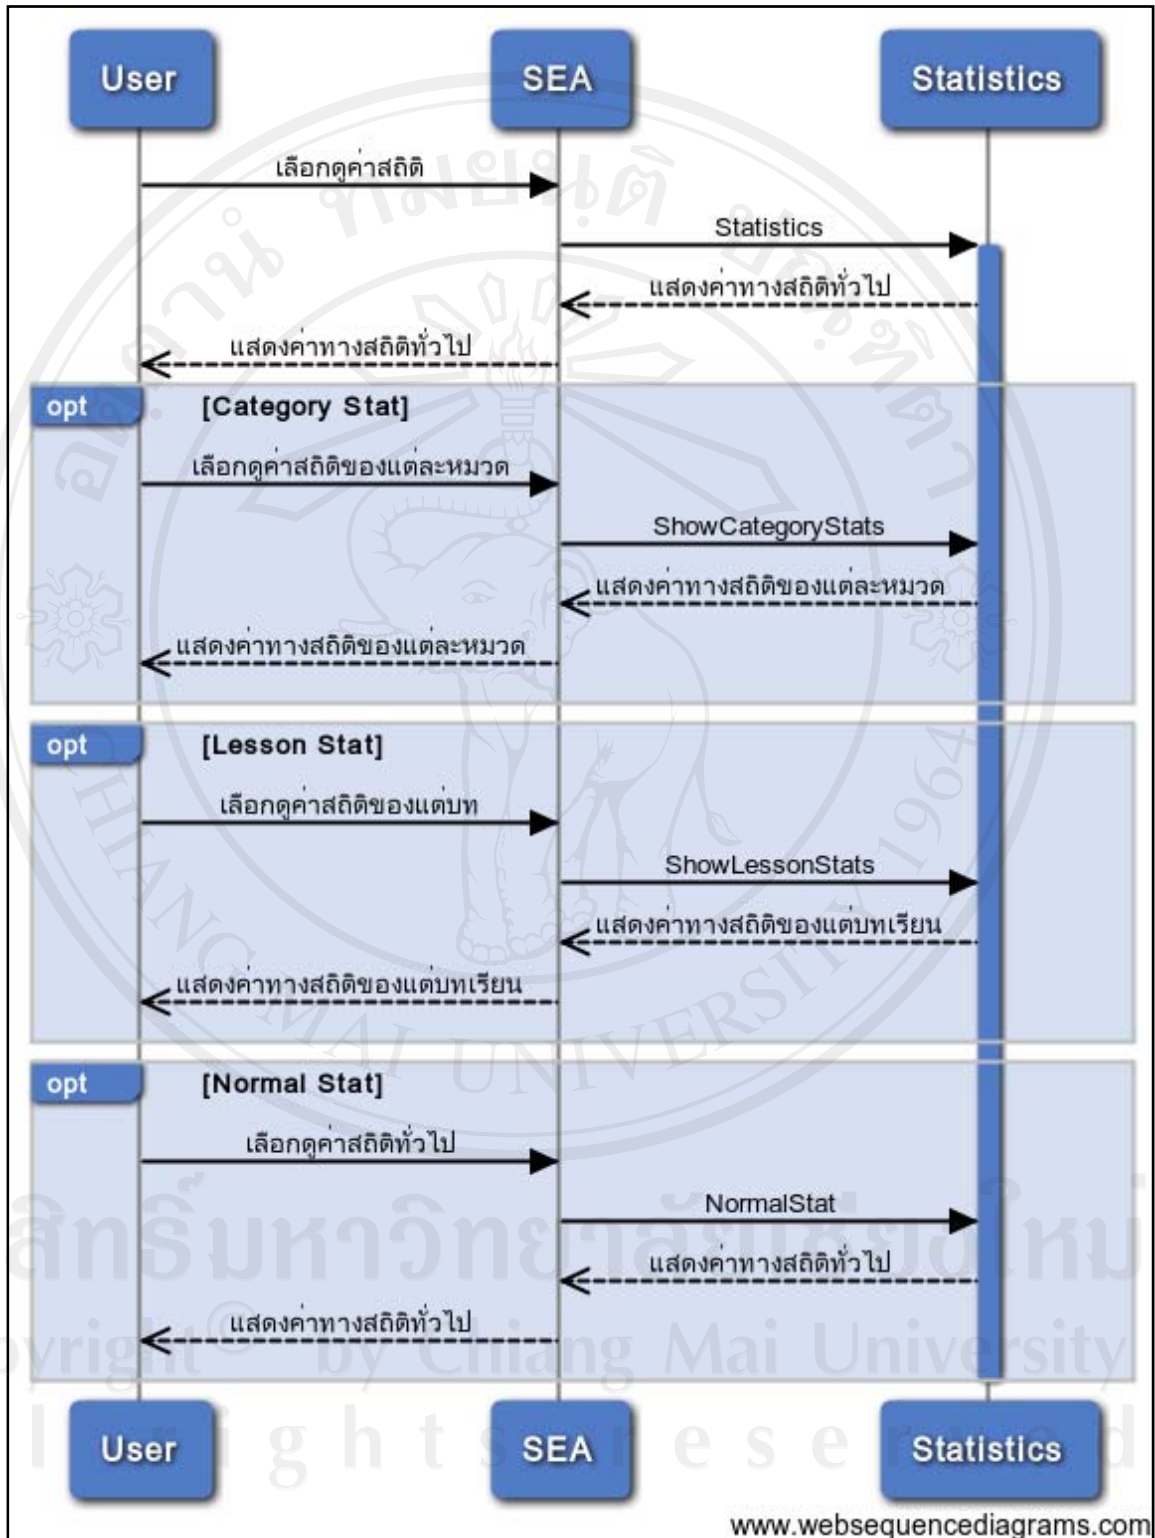 User SEA Statistics
เลือกดูค่าสถิติ
Statistics
แสดงค่าทางสถิติทั่วไป
แสดงค่าทางสถิติทั่วไป
opt [Category Stat]
เลือกดูค่าสถิติของแต่ละหมวด
ShowCategoryStats
แสดงค่าทางสถิติของแต่ละหมวด
แสดงค่าทางสถิติของแต่ละหมวด
opt [Lesson Stat]
เลือกดูค่าสถิติของแต่บท
ShowLessonStats
แสดงค่าทางสถิติของแต่บทเรียน
แสดงค่าทางสถิติของแต่บทเรียน
opt [Normal Stat]
เลือกดูค่าสถิติทั่วไป
NormalStat
แสดงค่าทางสถิติทั่วไป
แสดงค่าทางสถิติทั่วไป
User SEA Statistics
www.websequencediagrams.com
CHIANG MAI UNIVERSITY 1964
by Chiang Mai University